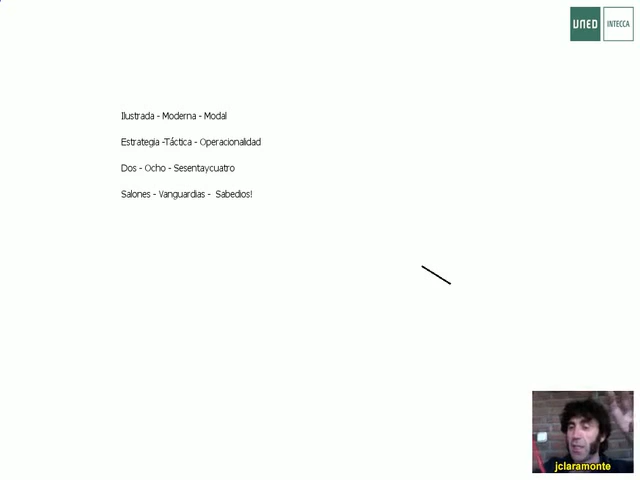 UNED
INTECCA
Ilustrada - Moderna - Modal
Estrategia -Táctica - Operacionalidad
Dos - Ocho - Sesentaycuatro
Salones - Vanguardias -  Sabedios!
jclaramonte